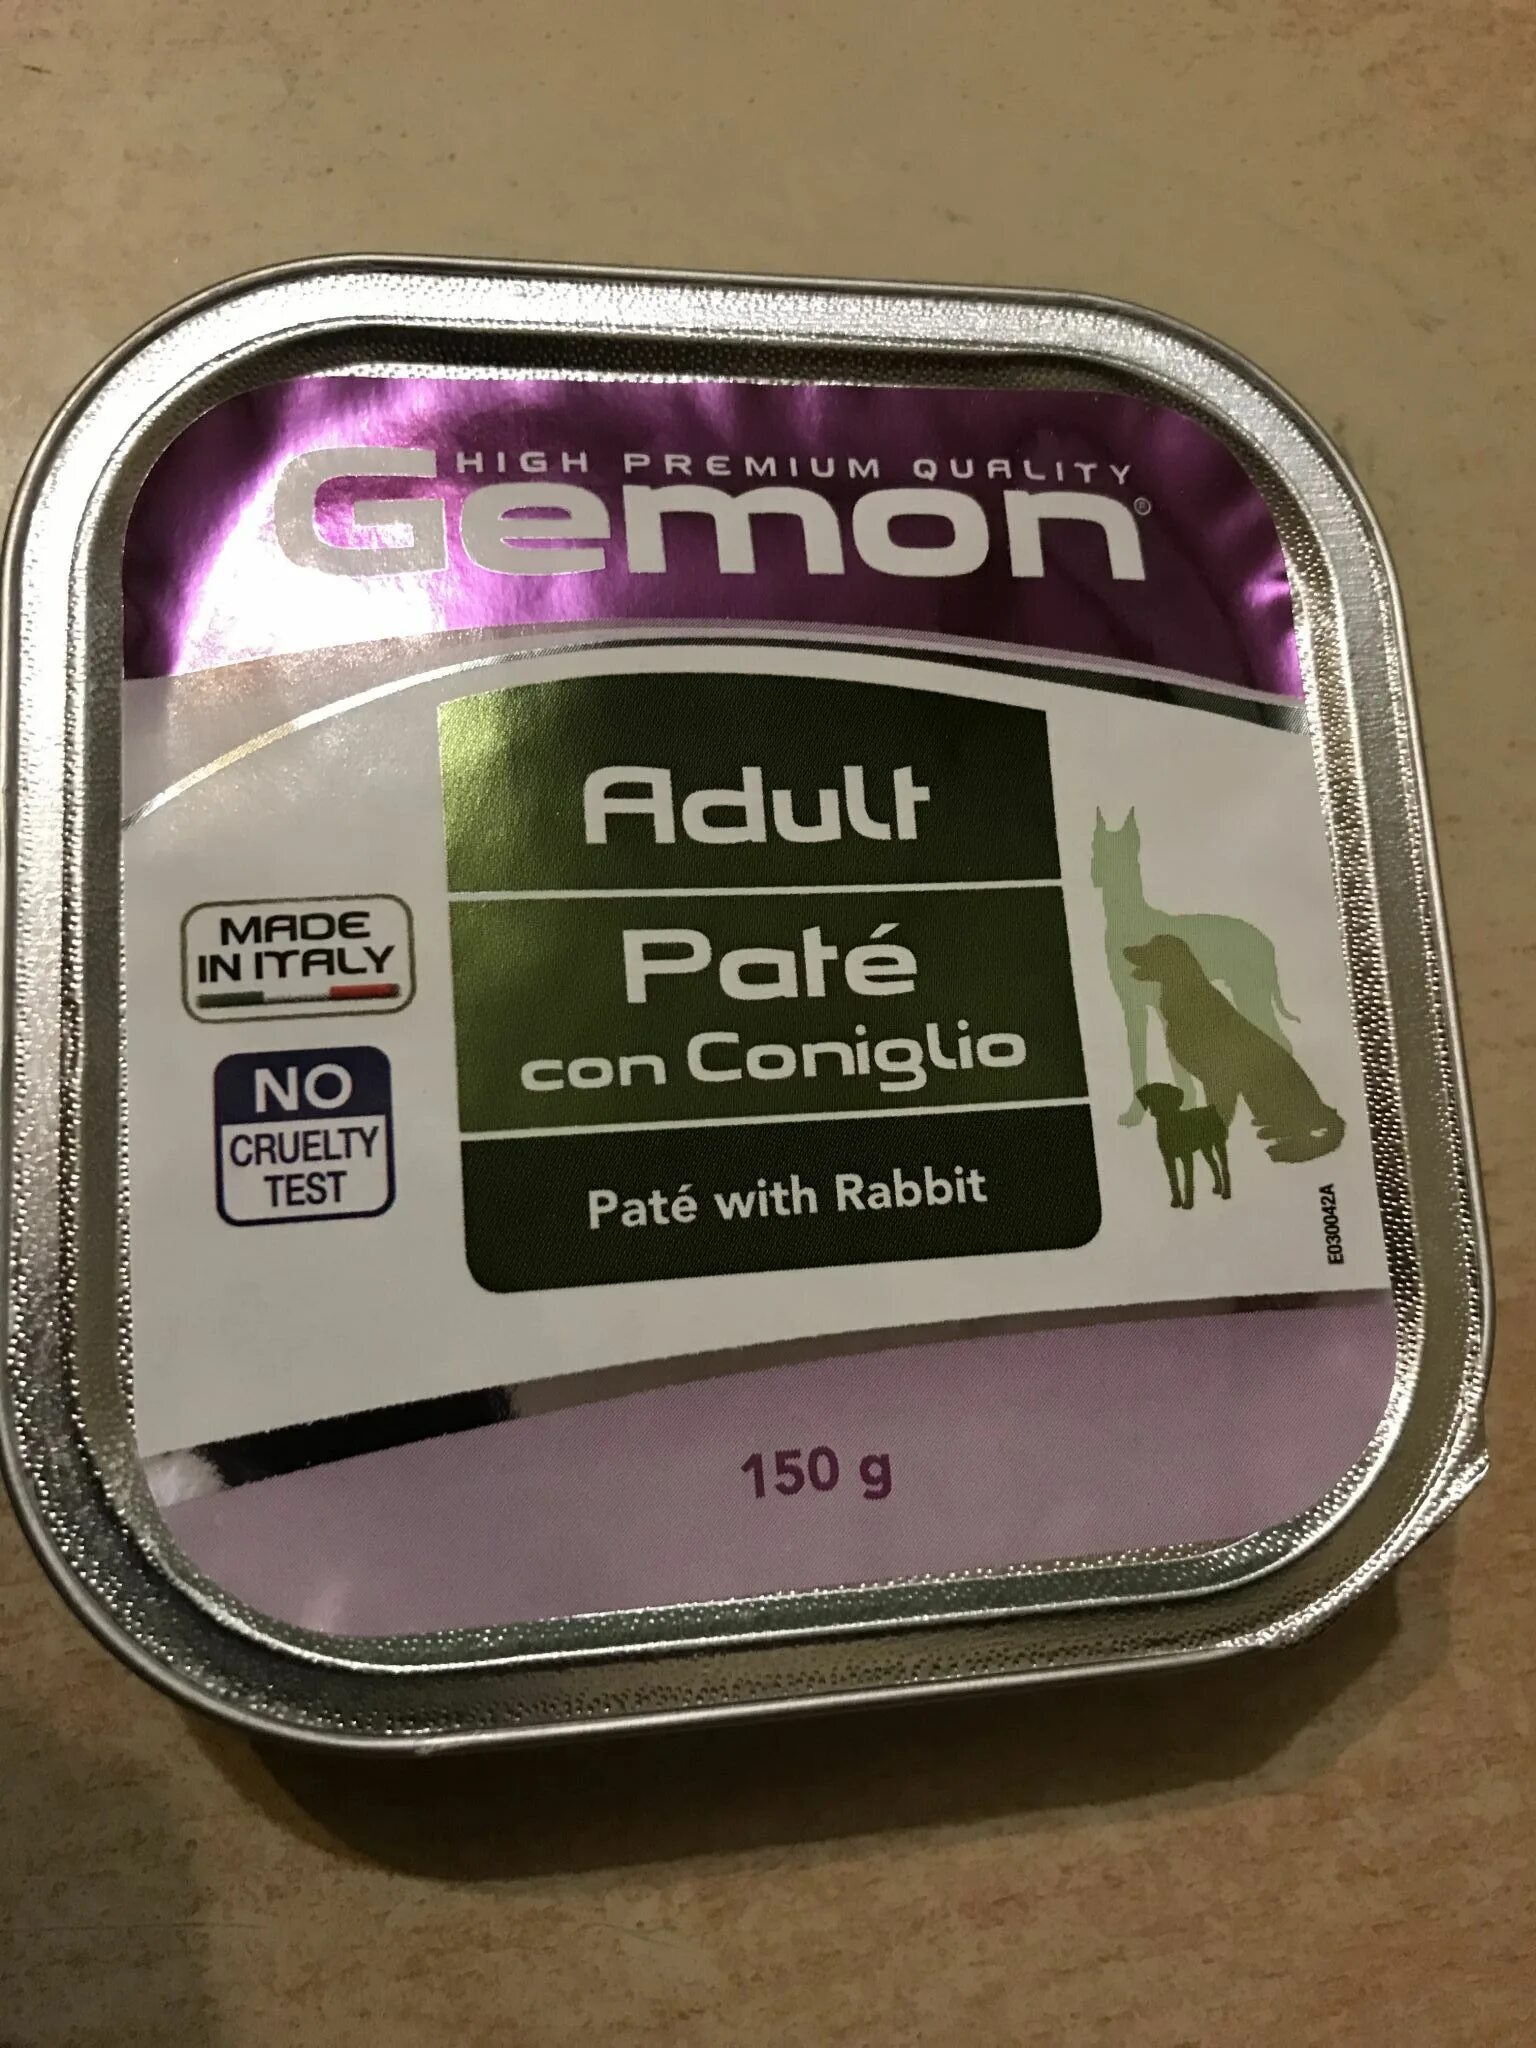 HIGH PREMIUM QUALITY
Gemon®
Adult
MADE
IN ITALY
Paté
con Coniglio
NO
CRUELTY
TEST
Paté with Rabbit
E030042A
150 g